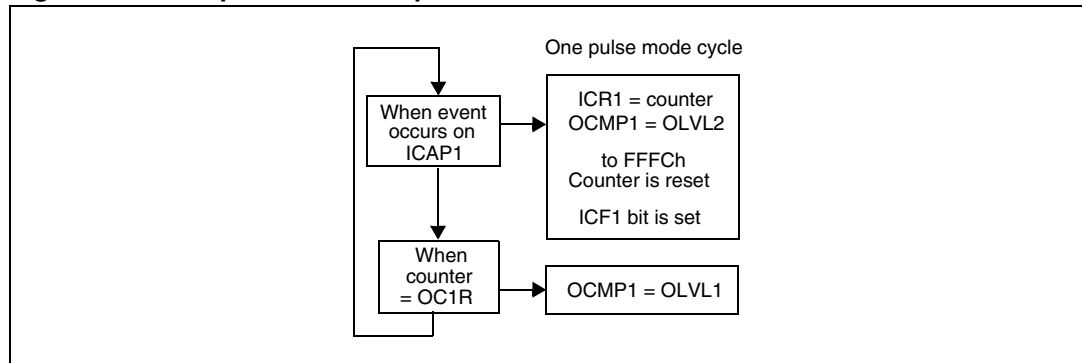 One pulse mode cycle
When event
occurs on
ICAP1
ICR1 = counter
OCMP1 = OLVL2
to FFFCh
Counter is reset
ICF1 bit is set
When
counter
= OC1R
OCMP1 = OLVL1